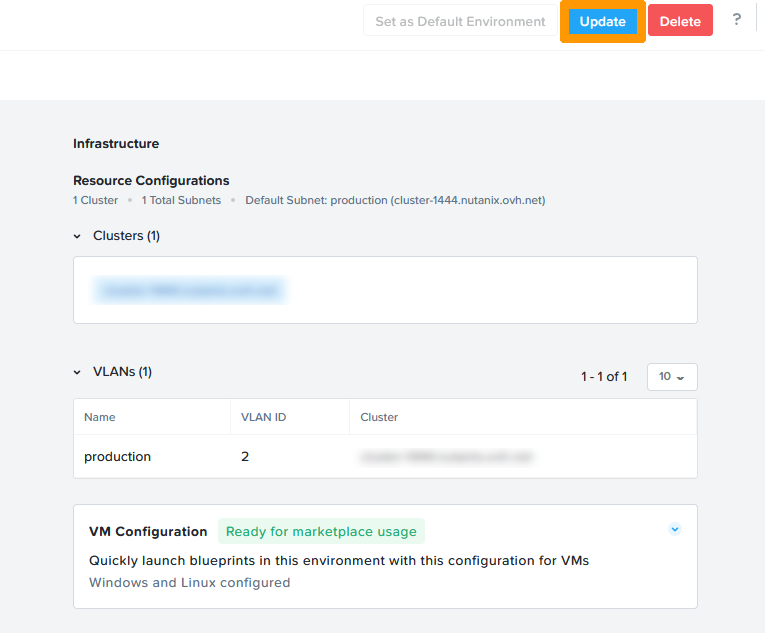 Set as Default Environment Update Delete ?
Infrastructure
Resource Configurations
1 Cluster • 1 Total Subnets • Default Subnet: production (cluster-1444.nutanix.ovh.net)
Clusters (1)
VLANs (1) 1 - 1 of 1 10
Name VLAN ID Cluster
production 2
VM Configuration Ready for marketplace usage
Quickly launch blueprints in this environment with this configuration for VMs
Windows and Linux configured